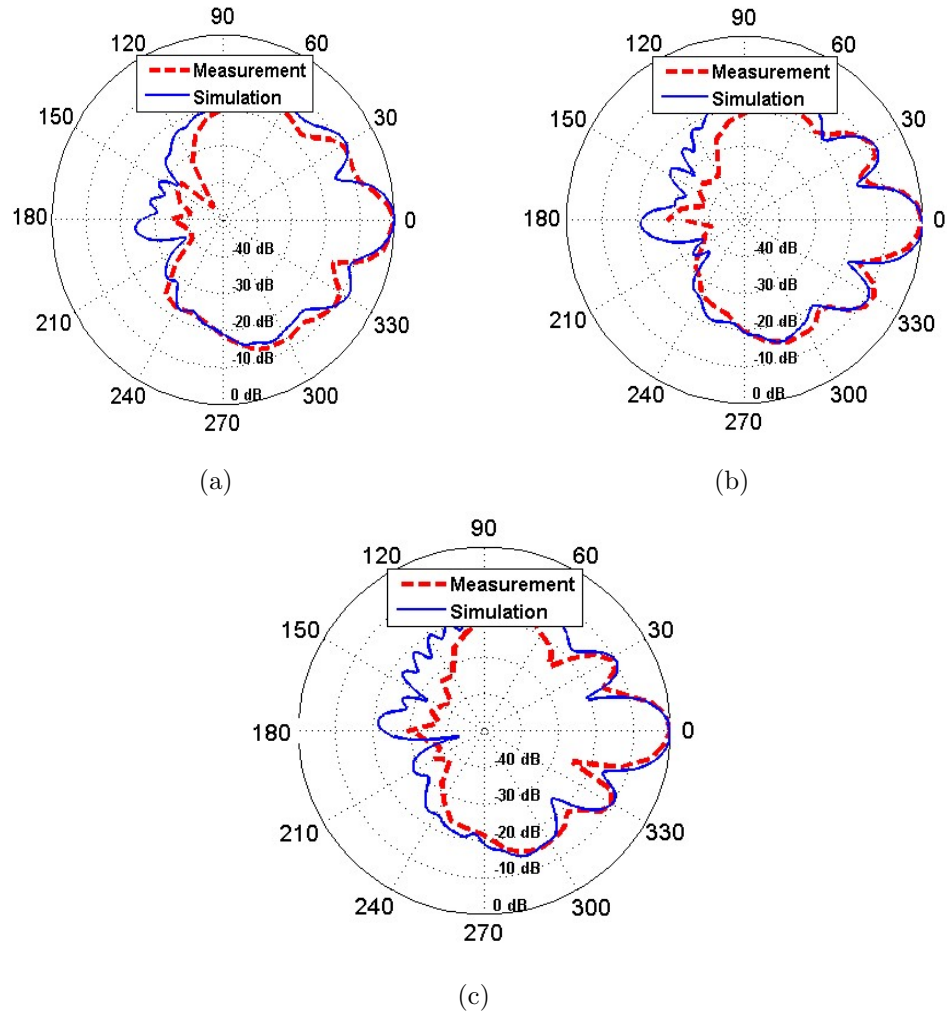 90
120
60
Measurement
Simulation
150
30
180
0
-40 dB
-30 dB
-20 dB
-10 dB
0 dB
210
330
240
300
270
(a)
90
120
60
Measurement
Simulation
150
30
180
0
-40 dB
-30 dB
-20 dB
-10 dB
0 dB
210
330
240
300
270
(b)
90
120
60
Measurement
Simulation
150
30
180
0
-40 dB
-30 dB
-20 dB
-10 dB
0 dB
210
330
240
300
270
(c)